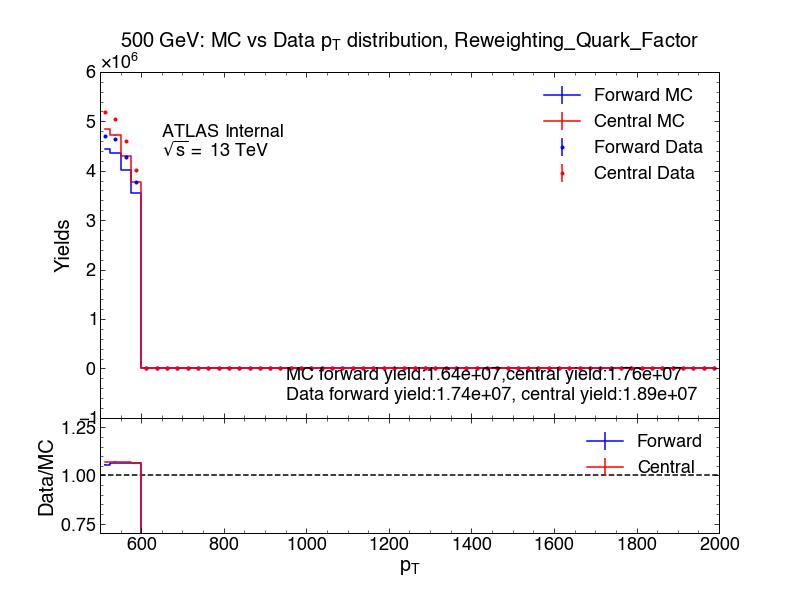 500 GeV: MC vs Data pT distribution, Reweighting_Quark_Factor
×10⁶
6
5
4
3
2
1
0
−1
Yields
ATLAS Internal
√s = 13 TeV
Forward MC
Central MC
Forward Data
Central Data
MC forward yield:1.64e+07,central yield:1.76e+07
Data forward yield:1.74e+07, central yield:1.89e+07
1.25
1.00
0.75
Data/MC
Forward
Central
600 800 1000 1200 1400 1600 1800 2000
pT